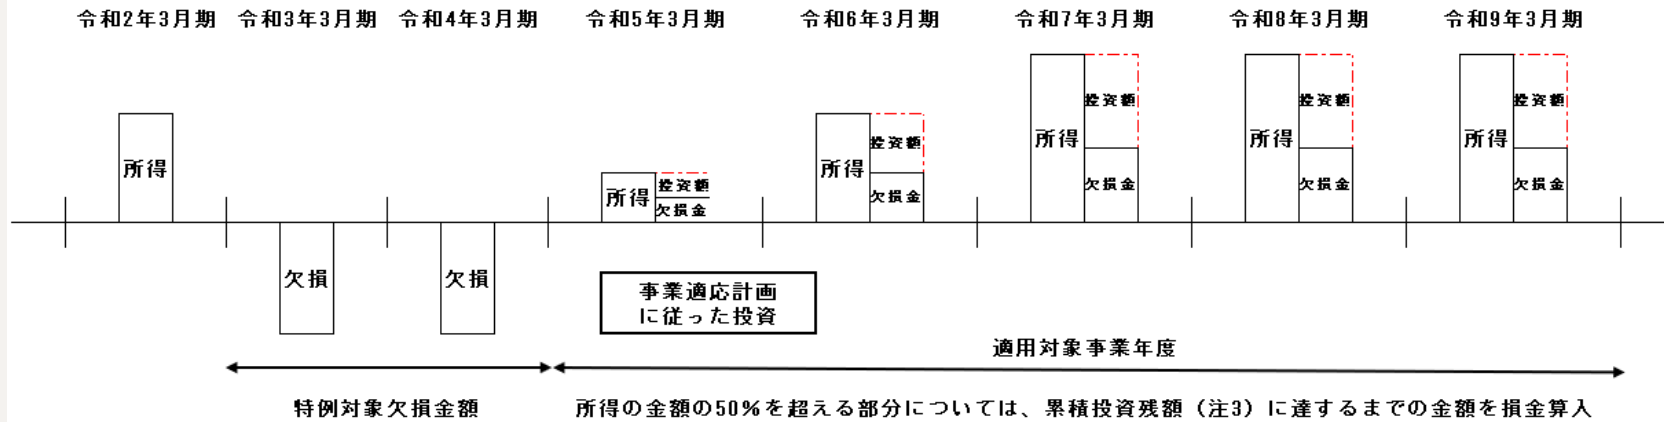 令和2年3月期 令和3年3月期 令和4年3月期 令和5年3月期 令和6年3月期 令和7年3月期 令和8年3月期 令和9年3月期
所得
欠損
欠損
所得
投資額
欠損金
所得
投資額
欠損金
所得
投資額
欠損金
所得
投資額
欠損金
所得
投資額
欠損金
事業適応計画
に従った投資
適用対象事業年度
特例対象欠損金額
所得の金額の50%を超える部分については、累積投資残額(注3)に達するまでの金額を損金算入